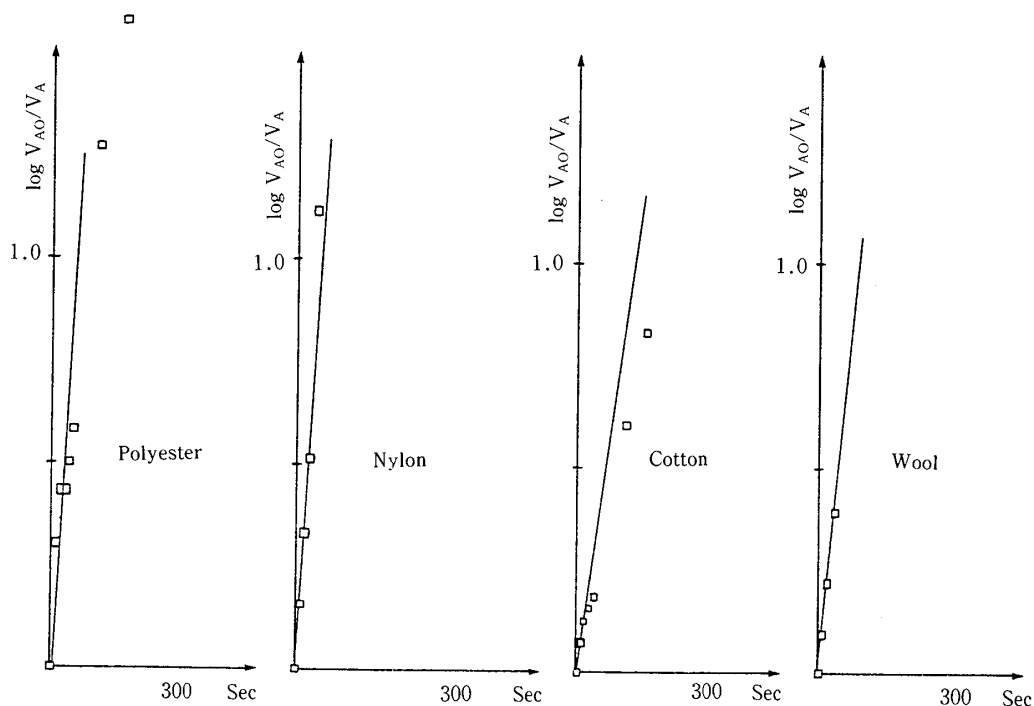 log V_AO/V_A
1.0
Polyester
300 Sec
log V_AO/V_A
1.0
Nylon
300 Sec
log V_AO/V_A
1.0
Cotton
300 Sec
log V_AO/V_A
1.0
Wool
300 Sec